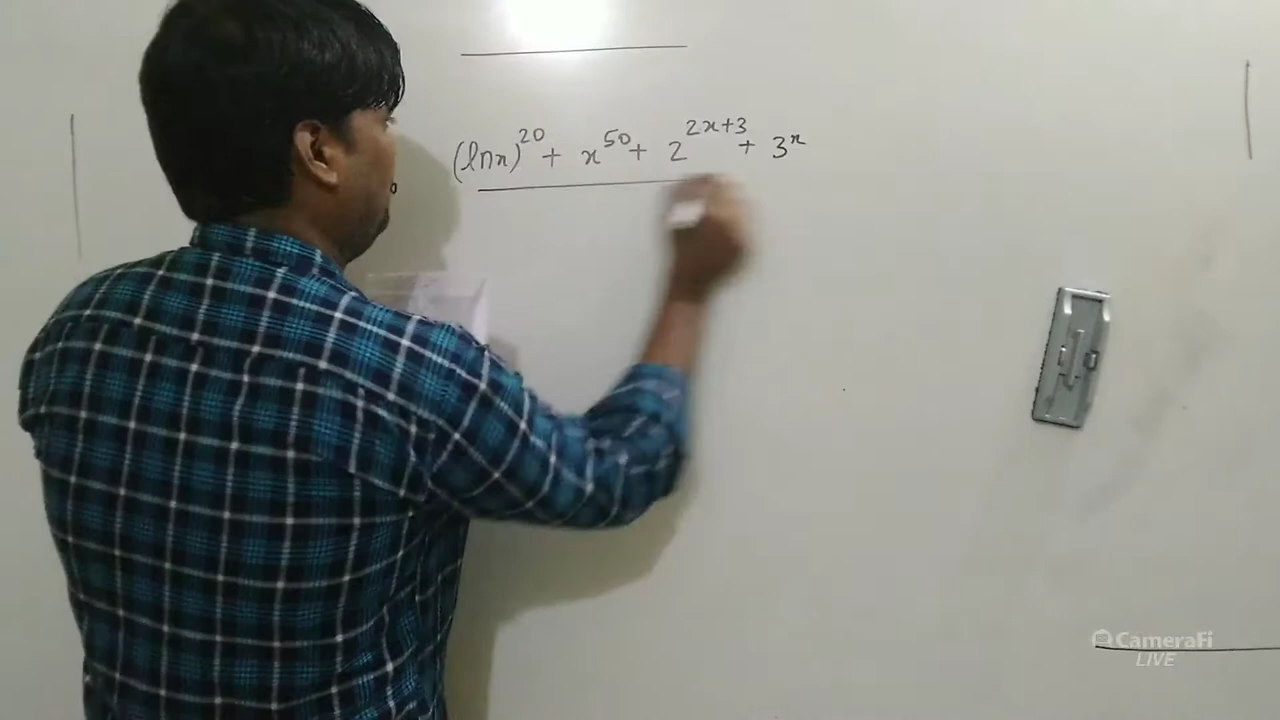 (lnx)^20 + x^50 + 2^(2x+3) + 3^x
CameraFi
LIVE